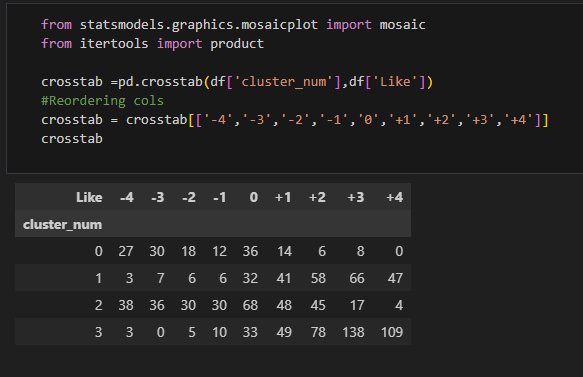 from statsmodels.graphics.mosaicplot import mosaic
from itertools import product
crosstab =pd.crosstab(df['cluster_num'],df['Like'])
#Reordering cols
crosstab = crosstab[['-4','-3','-2','-1','0','+1','+2','+3','+4']]
crosstab
Like -4 -3 -2 -1 0 +1 +2 +3 +4
cluster_num
0 27 30 18 12 36 14 6 8 0
1 3 7 6 6 32 41 58 66 47
2 38 36 30 30 68 48 45 17 4
3 3 0 5 10 33 49 78 138 109